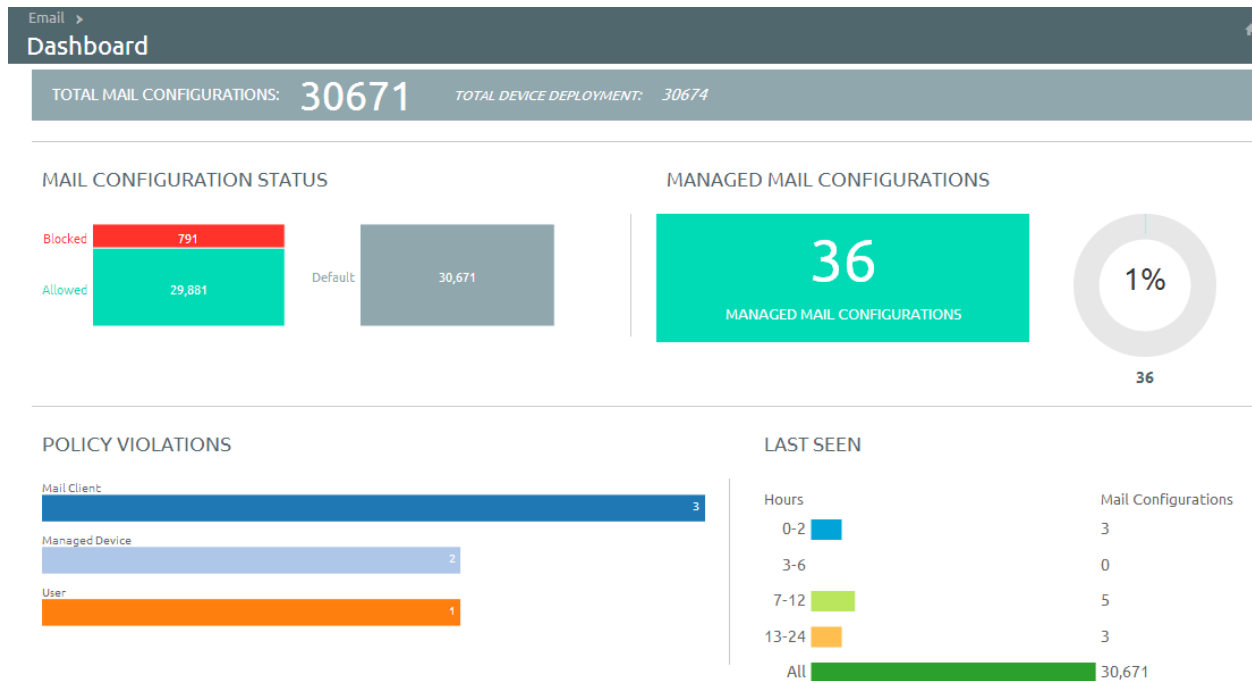 Email >
Dashboard
TOTAL MAIL CONFIGURATIONS: 30671 TOTAL DEVICE DEPLOYMENT: 30674
MAIL CONFIGURATION STATUS
Blocked 791
Allowed 29,881
Default 30,671
MANAGED MAIL CONFIGURATIONS
36
MANAGED MAIL CONFIGURATIONS
1%
36
POLICY VIOLATIONS
Mail Client
3
Managed Device
2
User
1
LAST SEEN
Hours Mail Configurations
0-2 3
3-6 0
7-12 5
13-24 3
All 30,671